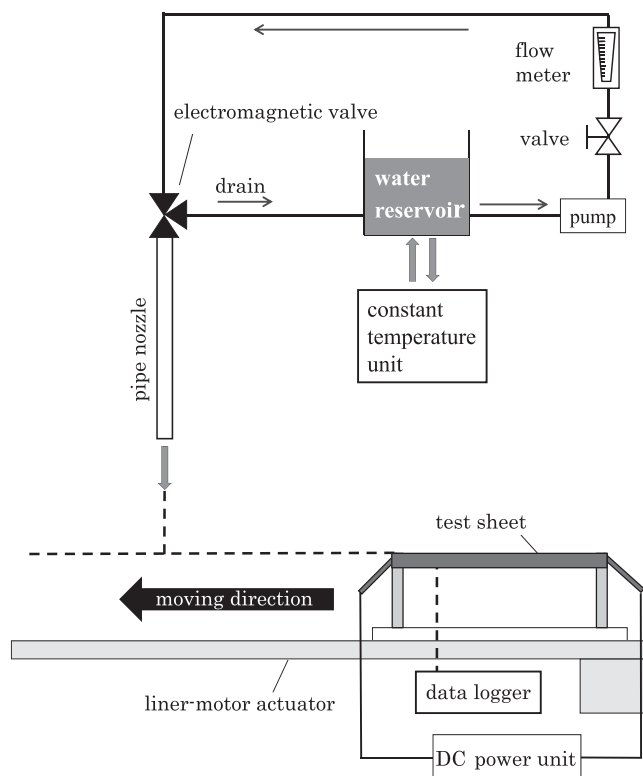 flow
meter
electromagnetic valve
valve
drain
water
reservoir
pump
constant
temperature
unit
pipe nozzle
test sheet
moving direction
liner-motor actuator
data logger
DC power unit